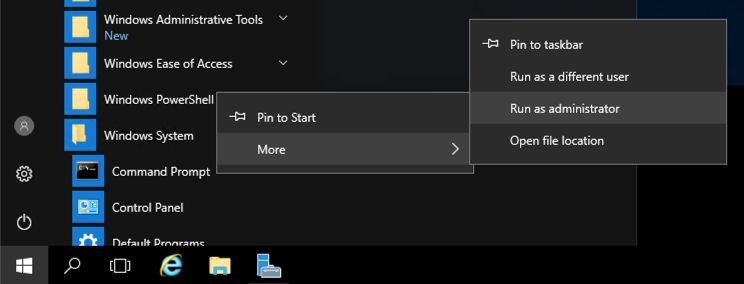 Windows Administrative Tools
New
Windows Ease of Access
Windows PowerShell
Windows System
Command Prompt
Control Panel
Default Programs
Pin to Start
More
Pin to taskbar
Run as a different user
Run as administrator
Open file location